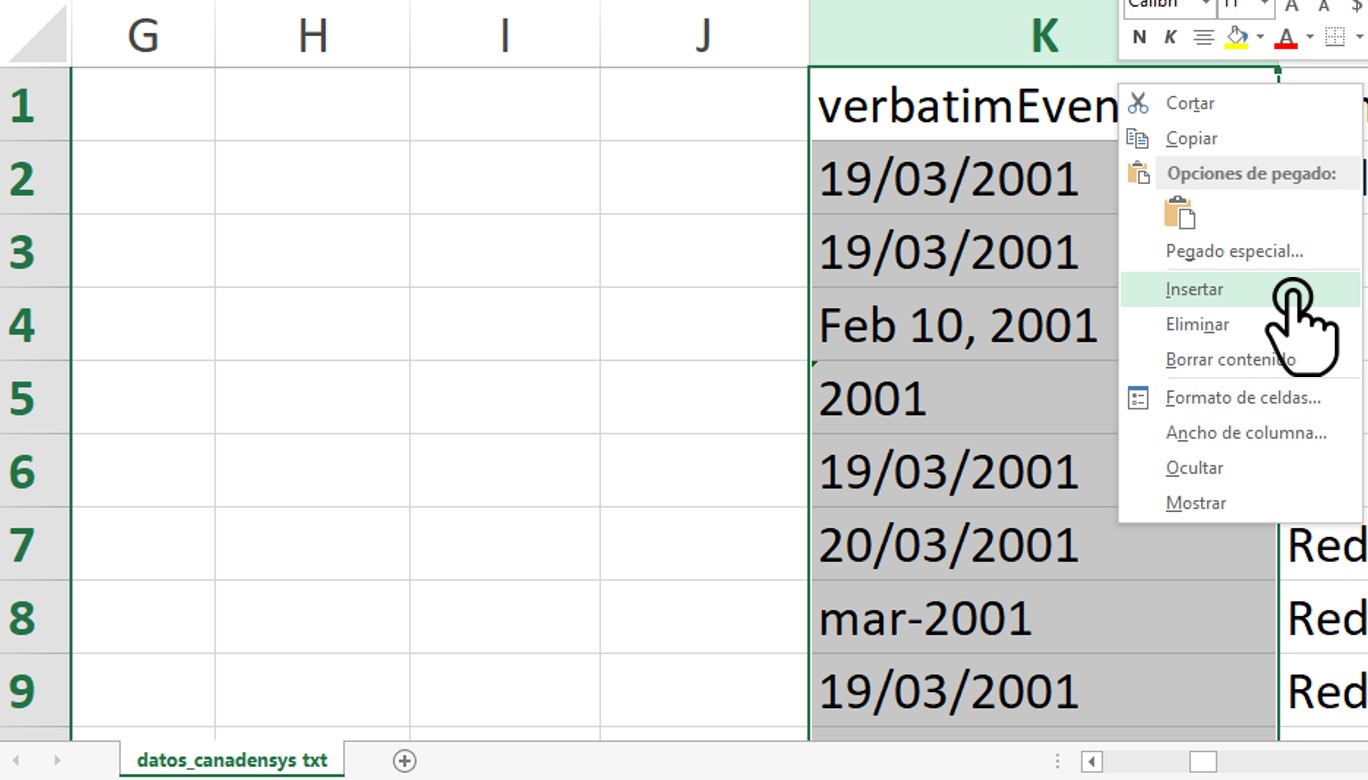 Calibri 11 A A $
G H I J K
N K A
1 verbatimEven
2 19/03/2001
3 19/03/2001
4 Feb 10, 2001
5 2001
6 19/03/2001
7 20/03/2001 Red
8 mar-2001 Red
9 19/03/2001 Red
Cortar
Copiar
Opciones de pegado:
Pegado especial...
Insertar
Eliminar
Borrar contenido
Formato de celdas...
Ancho de columna...
Ocultar
Mostrar
datos_canadensys txt